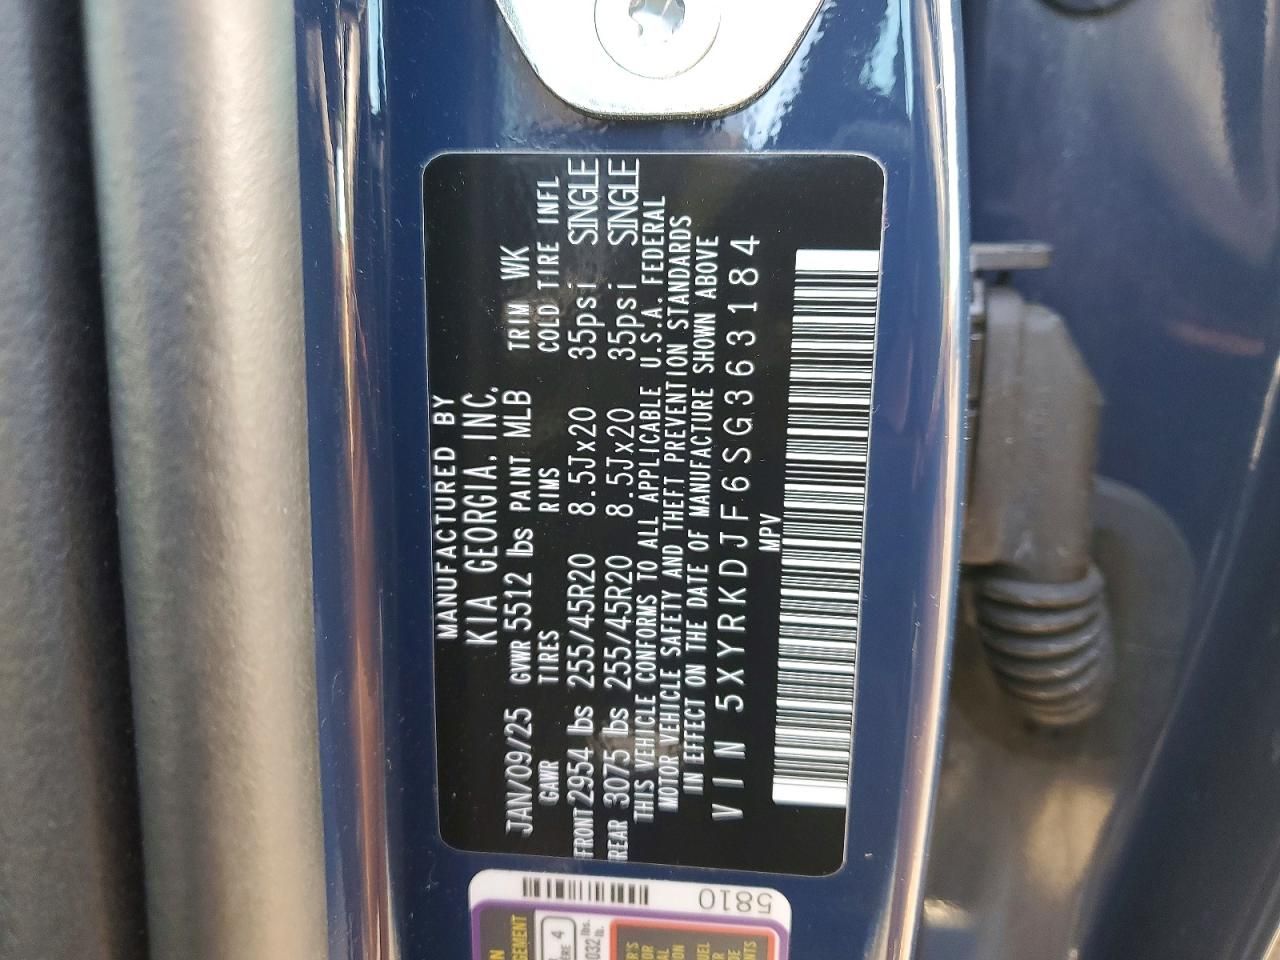 MANUFACTURED BY
KIA GEORGIA, INC.
JAN/09/25 GVWR 5512 lbs PAINT MLB TRIM WK
GAWR TIRES RIMS COLD TIRE INFL
FRONT 2954 lbs 255/45R20 8.5Jx20 35psi SINGLE
REAR 3075 lbs 255/45R20 8.5Jx20 35psi SINGLE
THIS VEHICLE CONFORMS TO ALL APPLICABLE U.S.A. FEDERAL
MOTOR VEHICLE SAFETY AND THEFT PREVENTION STANDARDS
IN EFFECT ON THE DATE OF MANUFACTURE SHOWN ABOVE
VIN 5XYRKDJF6SG363184
MPV
5810
4